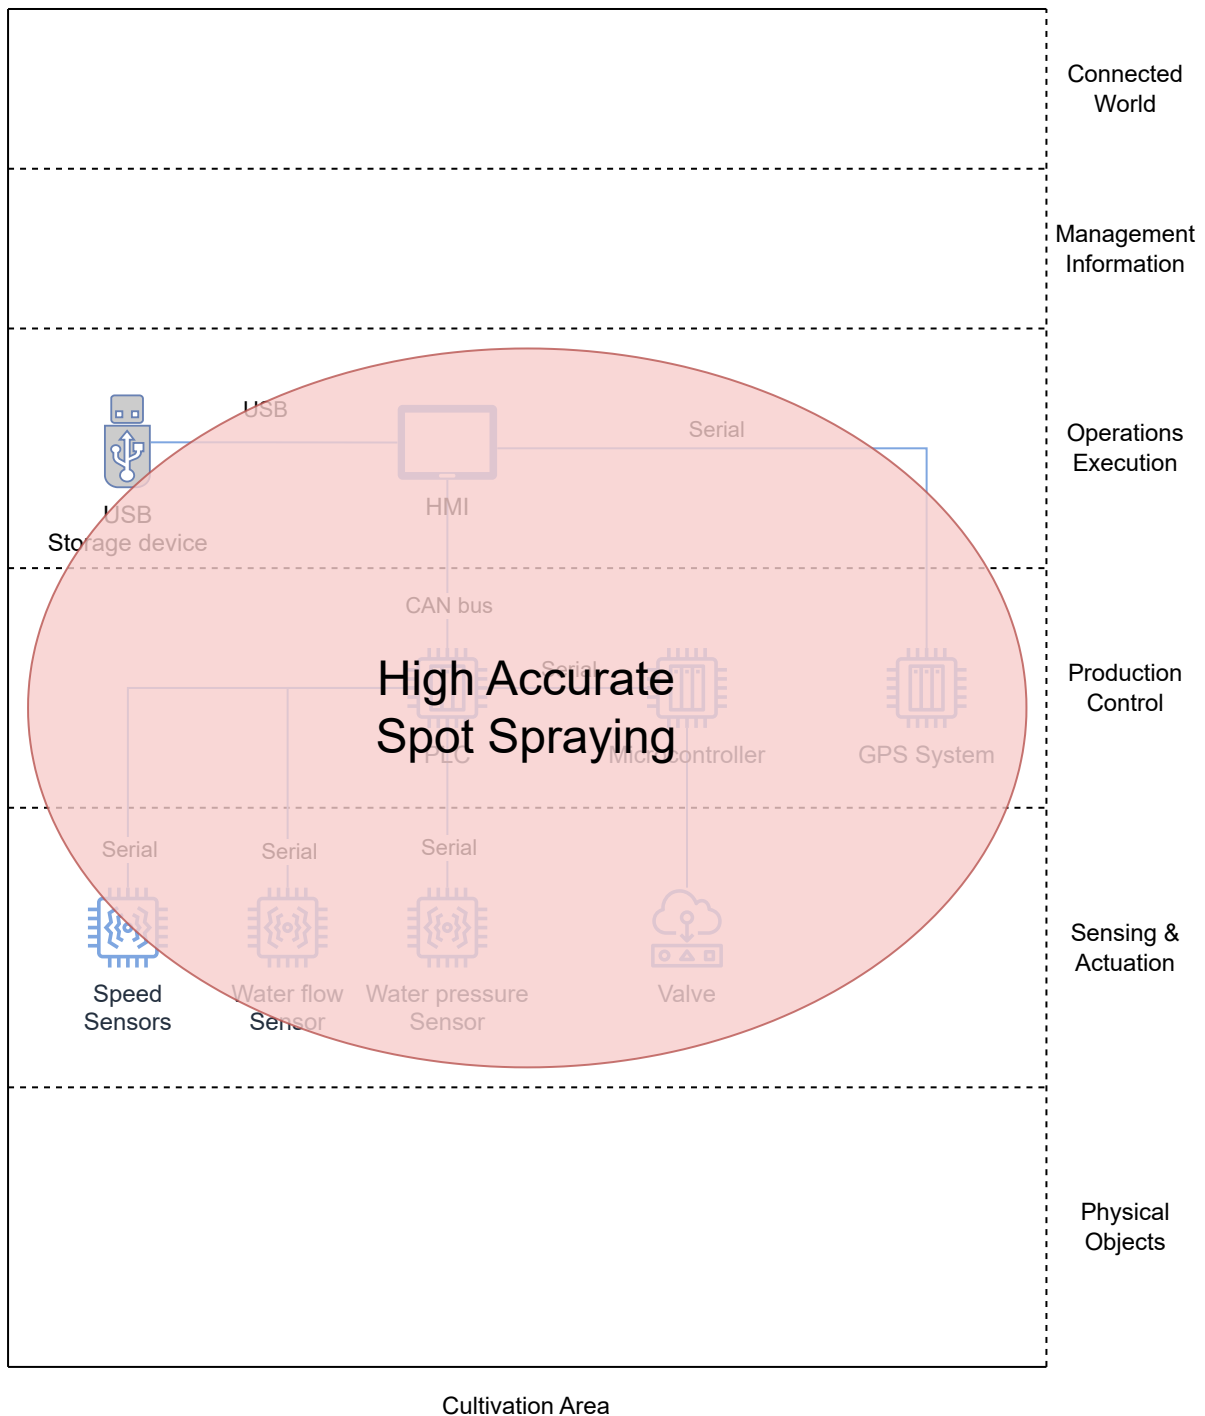 Connected
World
Management
Information
USB
Serial
Operations
Execution
HMI
USB
Storage device
CAN bus
Serial
High Accurate
Spot Spraying
PLC
Microcontroller
GPS System
Production
Control
Serial
Serial
Serial
Sensing &
Actuation
Speed
Sensors
Water flow
Sensor
Water pressure
Sensor
Valve
Physical
Objects
Cultivation Area